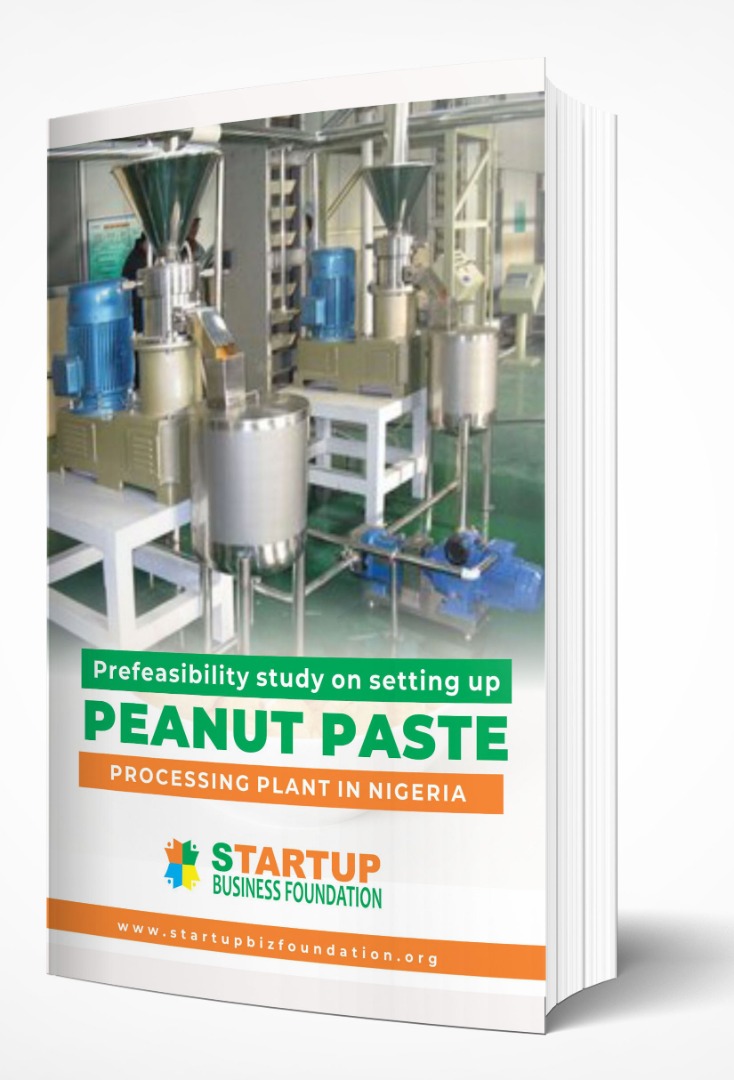 Prefeasibility study on setting up
PEANUT PASTE
PROCESSING PLANT IN NIGERIA
STARTUP
BUSINESS FOUNDATION
www.startupbizfoundation.org